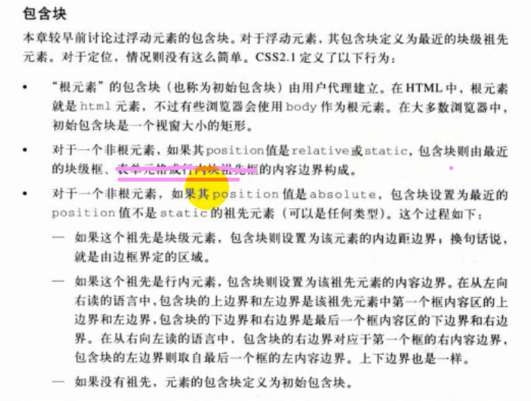 包含块
本章较早前讨论过浮动元素的包含块。对于浮动元素，其包含块定义为最近的块级祖先
元素。对于定位，情况则没有这么简单。CSS2.1定义了以下行为：
• “根元素”的包含块（也称为初始包含块）由用户代理建立。在HTML中，根元素
就是html元素，不过有些浏览器会使用body作为根元素。在大多数浏览器中，
初始包含块是一个视窗大小的矩形。
• 对于一个非根元素，如果其position值是relative或static，包含块则由最近
的块级框、表单元格或行内块祖先框的内容边界构成。
• 对于一个非根元素，如果其position值是absolute，包含块设置为最近的
position值不是static的祖先元素（可以是任何类型）。这个过程如下：
— 如果这个祖先是块级元素，包含块则设置为该元素的内边距边界；换句话说，
就是由边框界定的区域。
— 如果这个祖先是行内元素，包含块则设置为该祖先元素的内容边界。在从左向
右读的语言中，包含块的上边界和左边界是该祖先元素中第一个框内容区的上
边界和左边界，包含块的下边界和右边界是最后一个框内容区的下边界和右边
界。在从右向左读的语言中，包含块的右边界对应于第一个框的右内容边界，
包含块的左边界则取自最后一个框的左内容边界。上下边界也是一样。
— 如果没有祖先，元素的包含块定义为初始包含块。